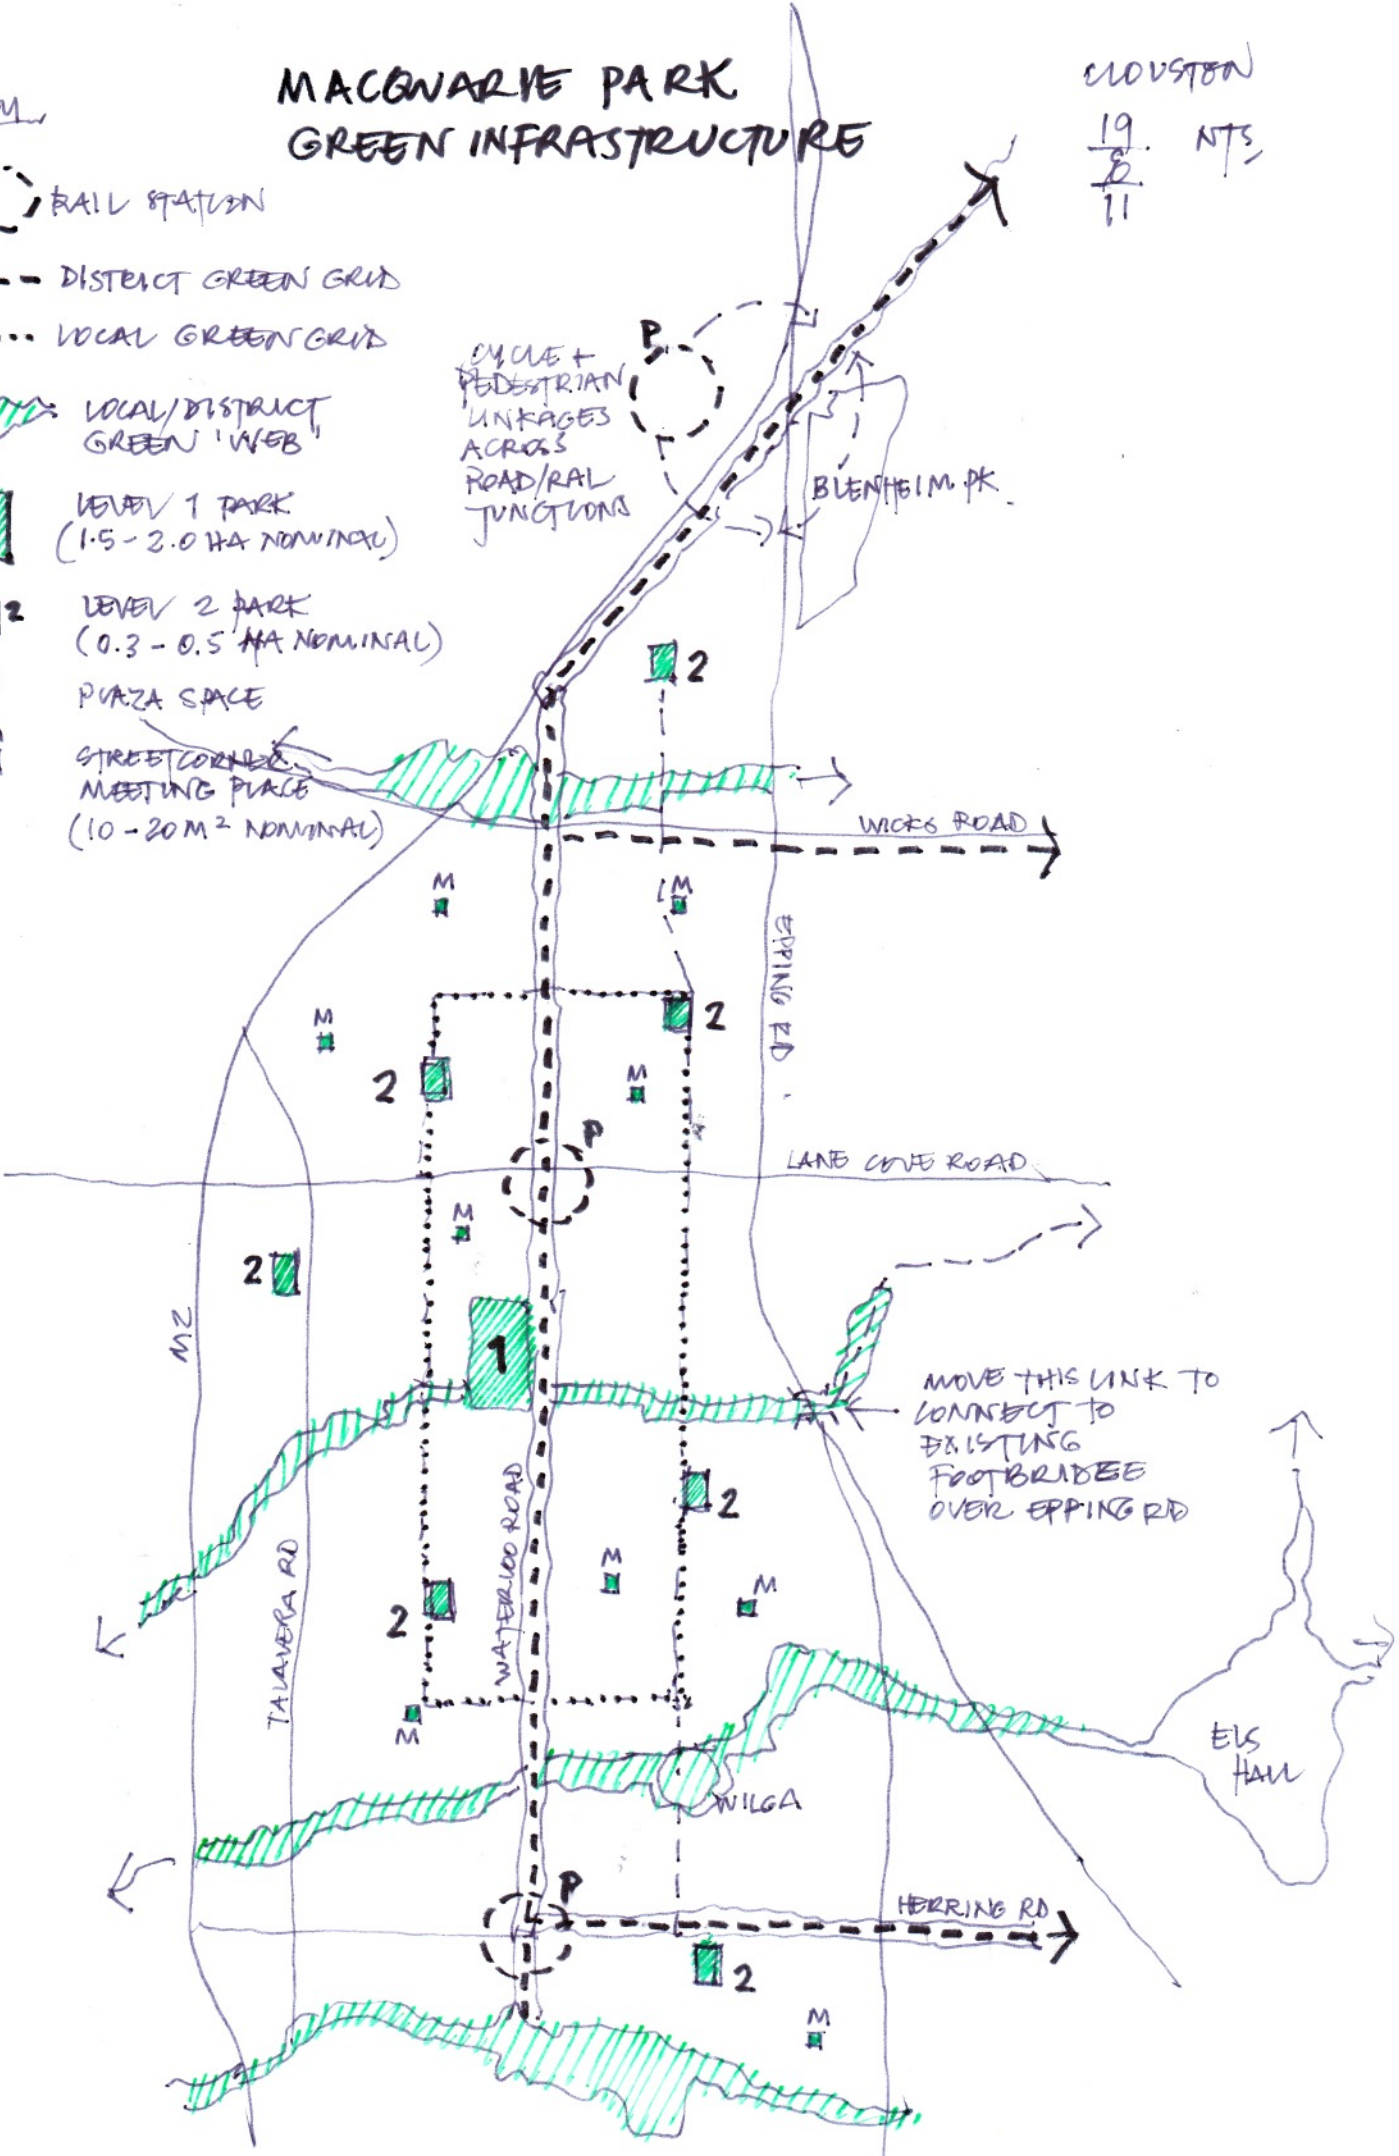 MACQUARIE PARK
GREEN INFRASTRUCTURE
CLOUSTON
19
8
11
NTS
RAIL STATION
DISTRICT GREEN GRID
LOCAL GREEN GRID
LOCAL/DISTRICT
GREEN 'WEB'
LEVEL 1 PARK
(1.5 - 2.0 HA NOMINAL)
2
LEVEL 2 PARK
(0.3 - 0.5 HA NOMINAL)
PLAZA SPACE
STREET CORNER
MEETING PLACE
(10 - 20 M² NOMINAL)
P
CYCLE +
PEDESTRIAN
LINKAGES
ACROSS
ROAD/RAL
JUNCTIONS
BLENHEIM PK.
2
WICKS ROAD
M
M
EPPING RD
2
M
2
M
P
LANE COVE ROAD
M
2
M2
1
MOVE THIS LINK TO
CONNECT TO
EXISTING
FOOTBRIDGE
OVER EPPING RD
2
WATERLOO ROAD
TALAVERA RD
M
M
2
M
ELS
HALL
WILGA
P
HERRING RD
2
M